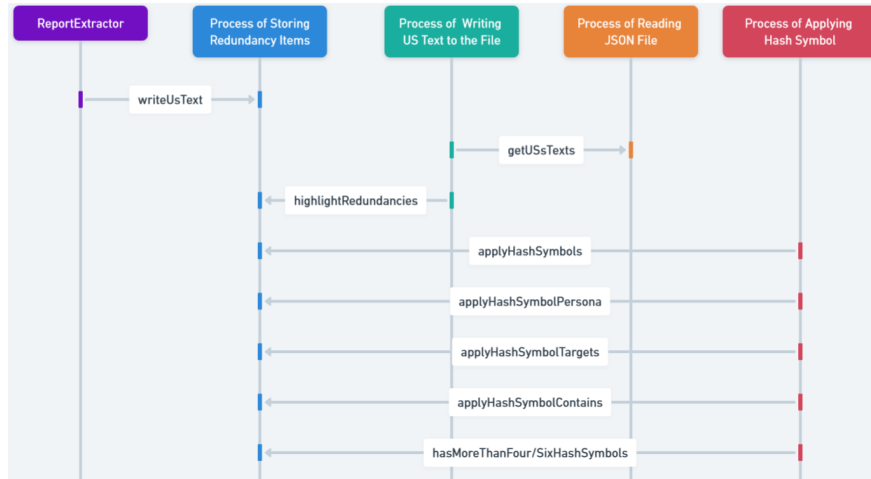 ReportExtractor
Process of Storing
Redundancy Items
Process of Writing
US Text to the File
Process of Reading
JSON File
Process of Applying
Hash Symbol
writeUsText
getUSsTexts
highlightRedundancies
applyHashSymbols
applyHashSymbolPersona
applyHashSymbolTargets
applyHashSymbolContains
hasMoreThanFour/SixHashSymbols